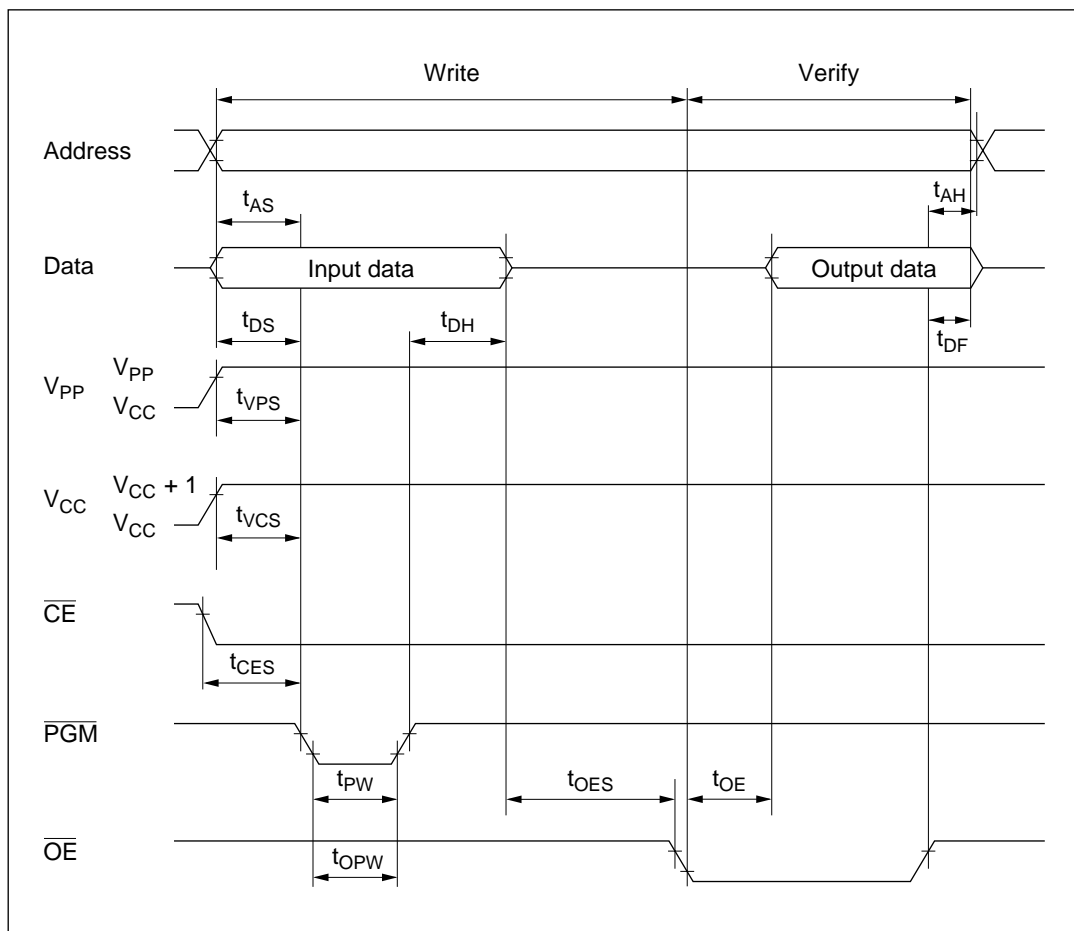 Write Verify
Address
tAS tAH
Data Input data Output data
tDS tDH tDF
VPP VPP
VCC
tVPS
VCC VCC + 1
VCC
tVCS
CE
tCES
PGM
tPW tOES tOE
OE
tOPW